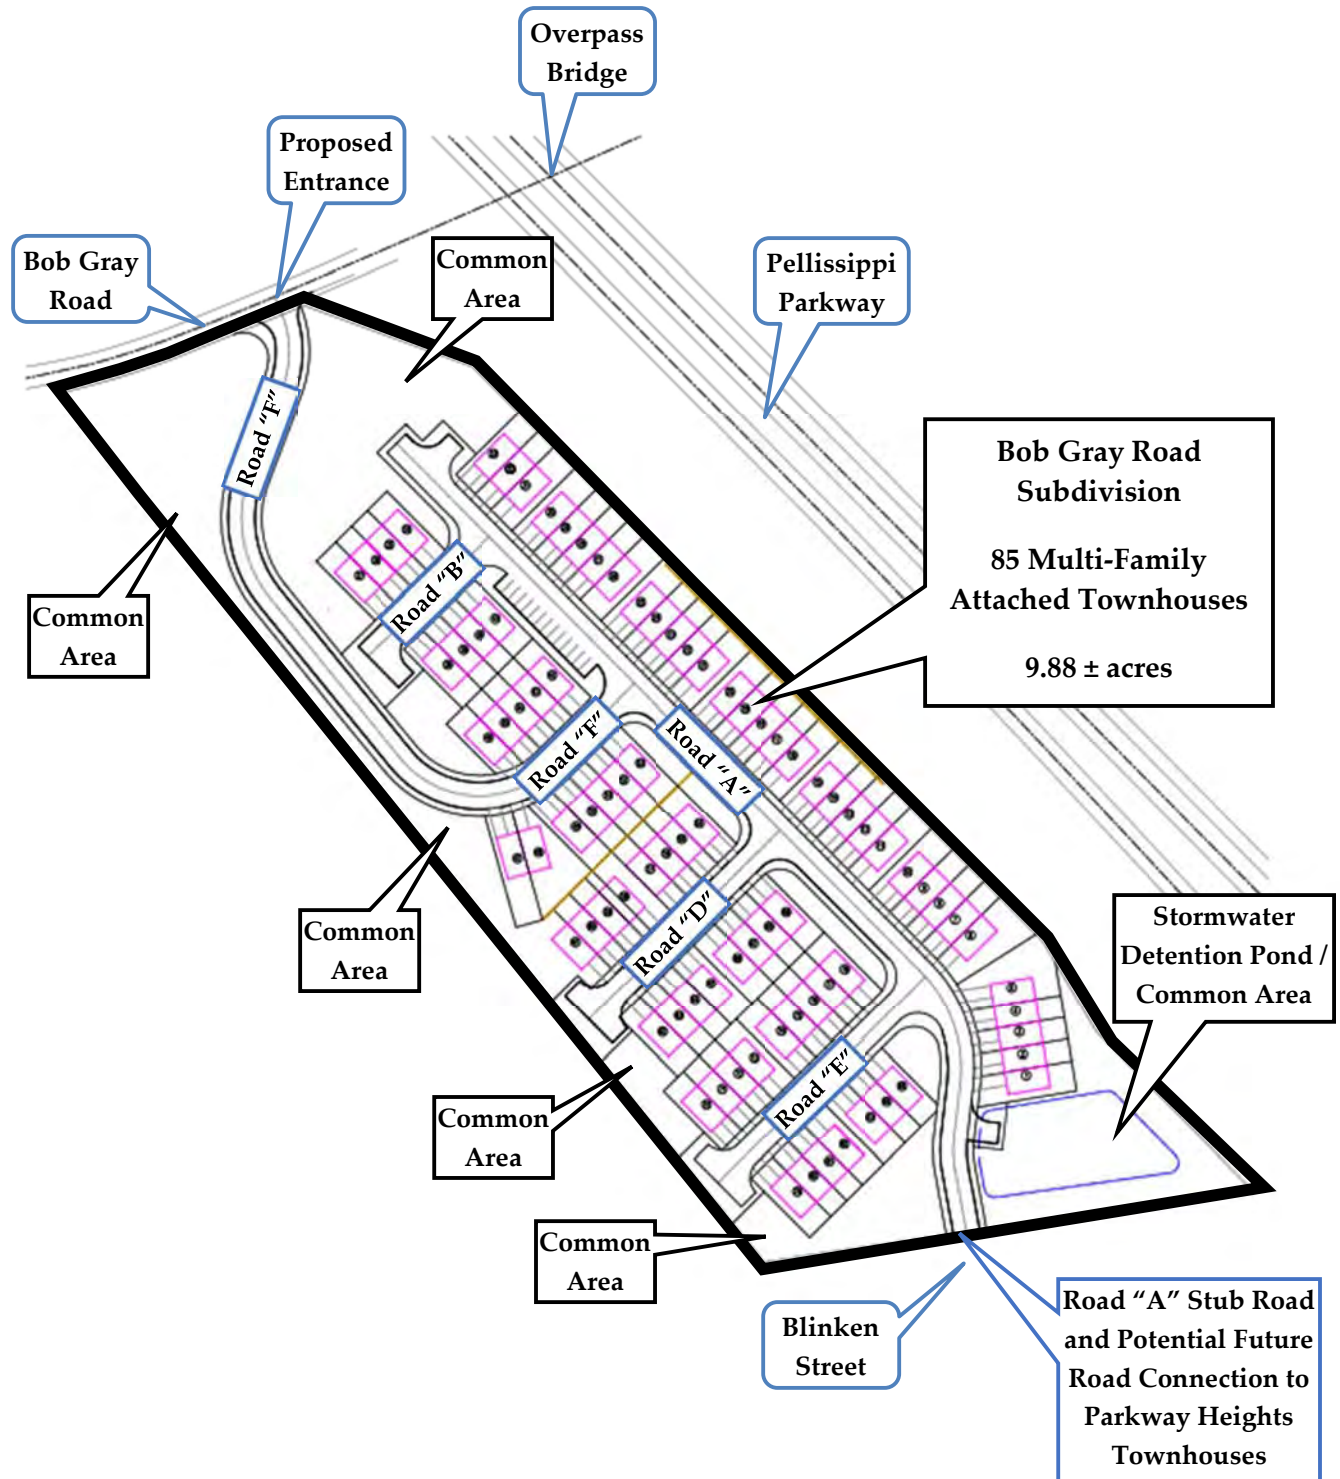 Overpass
Bridge
Proposed
Entrance
Bob Gray
Road
Common
Area
Pellissippi
Parkway
Road "F"
Bob Gray Road
Subdivision
85 Multi-Family
Attached Townhouses
9.88 ± acres
Road "B"
Common
Area
Road "F"
Road "A"
Common
Area
Road "D"
Stormwater
Detention Pond /
Common Area
Road "E"
Common
Area
Common
Area
Blinken
Street
Road “A” Stub Road
and Potential Future
Road Connection to
Parkway Heights
Townhouses